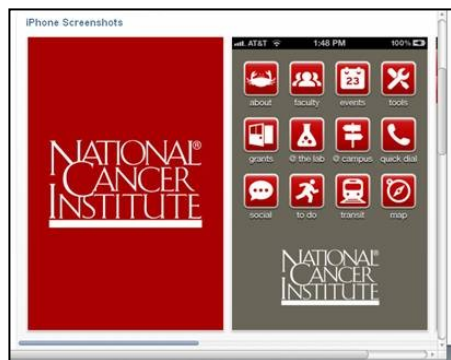 iPhone Screenshots
NATIONAL®
CANCER
INSTITUTE
AT&T 1:48 PM 100%
about faculty events tools
23
grants @ the lab @ campus quick dial
social to do transit map
NATIONAL®
CANCER
INSTITUTE